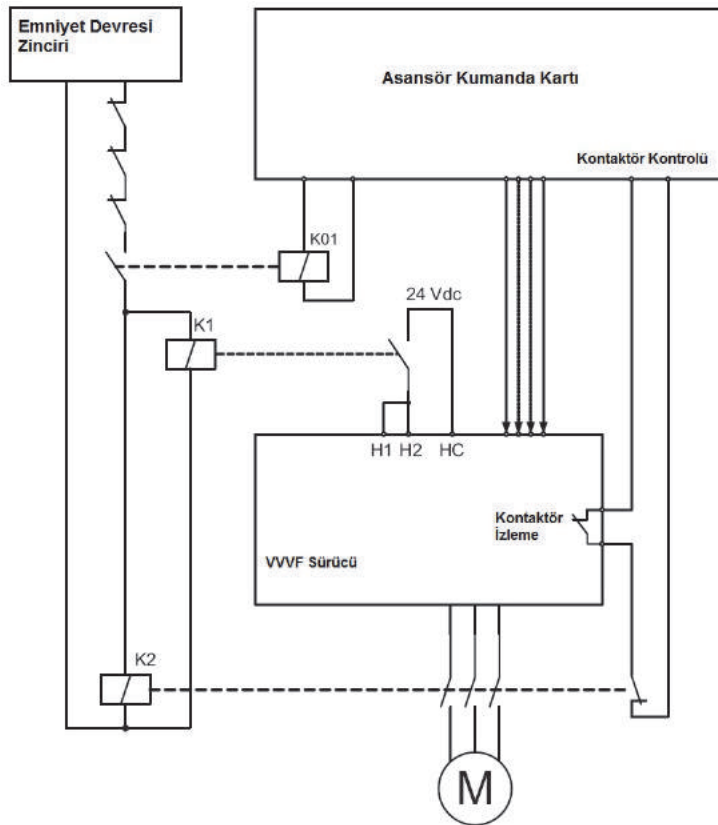 Emniyet Devresi
Zinciri
Asansör Kumanda Kartı
Kontaktör Kontrolü
K01
24 Vdc
K1
H1 H2 HC
Kontaktör
İzleme
VVVF Sürücü
K2
M